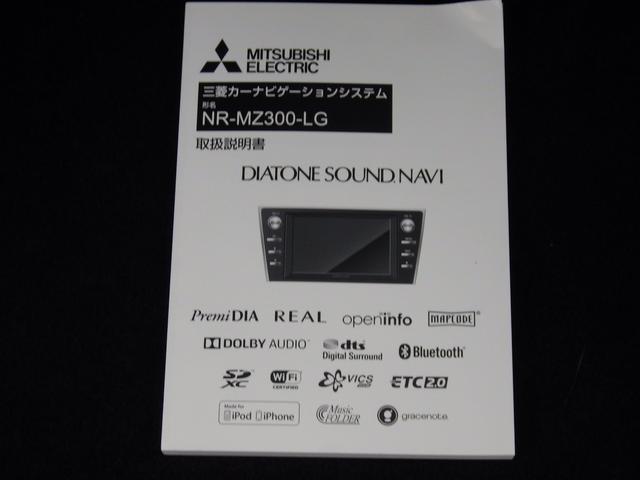 MITSUBISHI
ELECTRIC
三菱カーナビゲーションシステム
形名
NR-MZ300-LG
取扱説明書
DIATONE SOUND.NAVI
PremiDIA REAL openinfo MAPCODE®
DOLBY AUDIO™ dts Digital Surround Bluetooth®
SD XC Wi Fi CERTIFIED VICS ETC2.0
Made for
iPod iPhone Music FOLDER gracenote